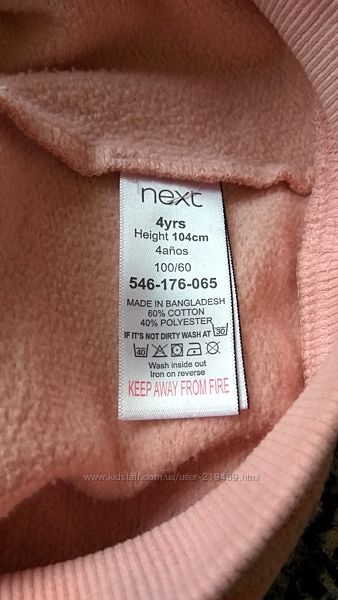 next
4yrs
Height 104cm
4años
100/60
546-176-065
MADE IN BANGLADESH
60% COTTON
40% POLYESTER
IF IT'S NOT DIRTY WASH AT 30
40
Wash inside out
Iron on reverse
KEEP AWAY FROM FIRE
www.kidstaff.com.ua/user-219459.html